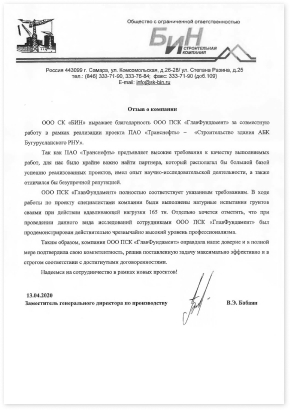 Общество с ограниченной ответственностью
БиН
СТРОИТЕЛЬНАЯ
КОМПАНИЯ
Россия 443099 г. Самара, ул. Комсомольская, д.26-28/ ул. Степана Разина, д.25
тел.: (846) 333-71-90, 333-76-84; факс: 333-71-90 (доб.109)
E-mail: info@sk-bin.ru
Отзыв о компании
ООО СК «БИН» выражает благодарность ООО ПСК «ГлавФундамент» за совместную
работу в рамках реализации проекта ПАО «Транснефть» – «Строительство здания АБК
Бугурусланского РНУ».
Так как ПАО «Транснефть» предъявляет высокие требования к качеству выполняемых
работ, для нас было крайне важно найти партнера, который располагал бы большой базой
успешно реализованных проектов, имел опыт научно-исследовательской деятельности, а также
отличался бы безупречной репутацией.
ООО ПСК «ГлавФундамент» полностью соответствует указанным требованиям. В ходе
работы по проекту специалистами компании были выполнены натурные испытания грунтов
сваями при действии вдавливающей нагрузки 165 тн. Отдельно хочется отметить, что при
проведении данного вида исследований сотрудниками ООО ПСК «ГлавФундамент» был
продемонстрирован действительно чрезвычайно высокий уровень профессионализма.
Таким образом, компания ООО ПСК «ГлавФундамент» оправдала наше доверие и в полной
мере подтвердила свою компетентность, решив поставленную задачу максимально эффективно и в
строгом соответствии с достигнутыми договоренностями.
Надеемся на сотрудничество в рамках новых проектов!
13.04.2020
Заместитель генерального директора по производству
В.Э. Бабаян